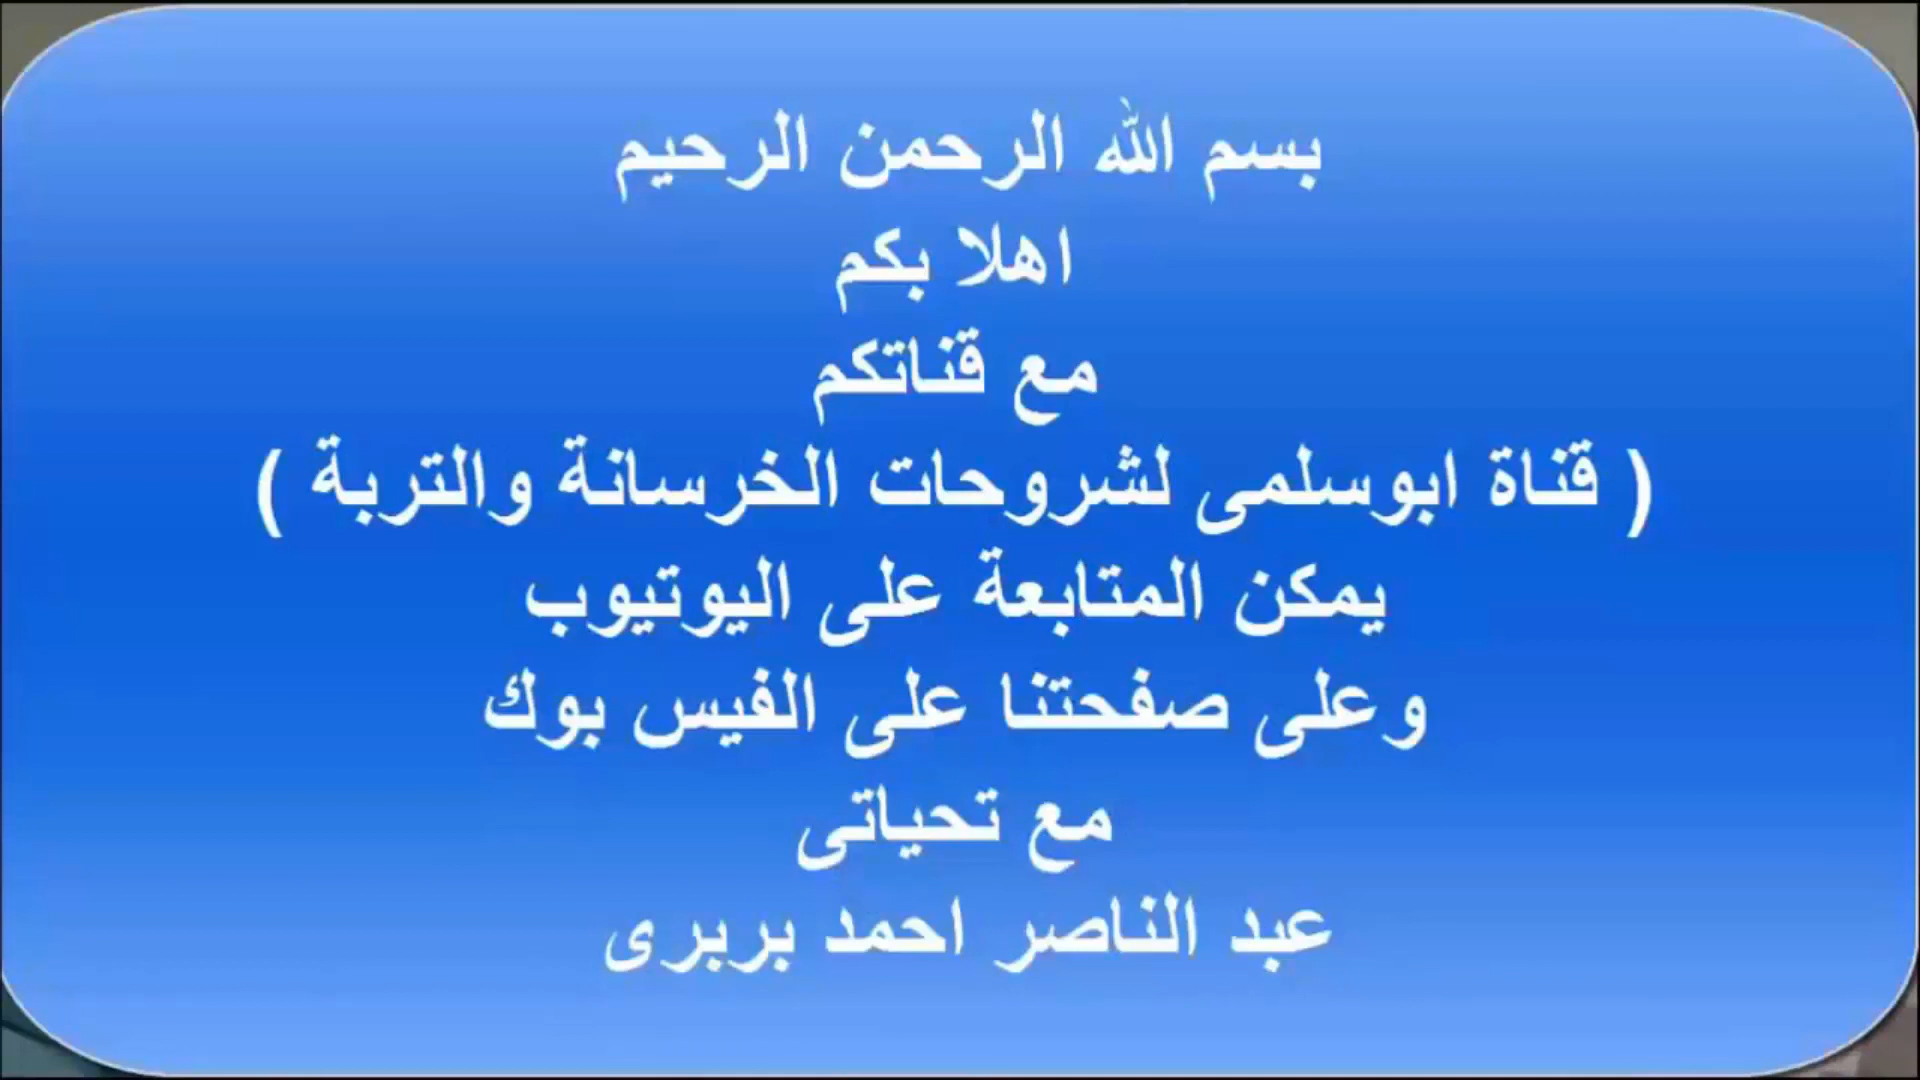 بسم الله الرحمن الرحيم
اهلا بكم
مع قناتكم
( قناة ابوسلمى لشروحات الخرسانة والتربة )
يمكن المتابعة على اليوتيوب
وعلى صفحتنا على الفيس بوك
مع تحياتى
عبد الناصر احمد بربرى